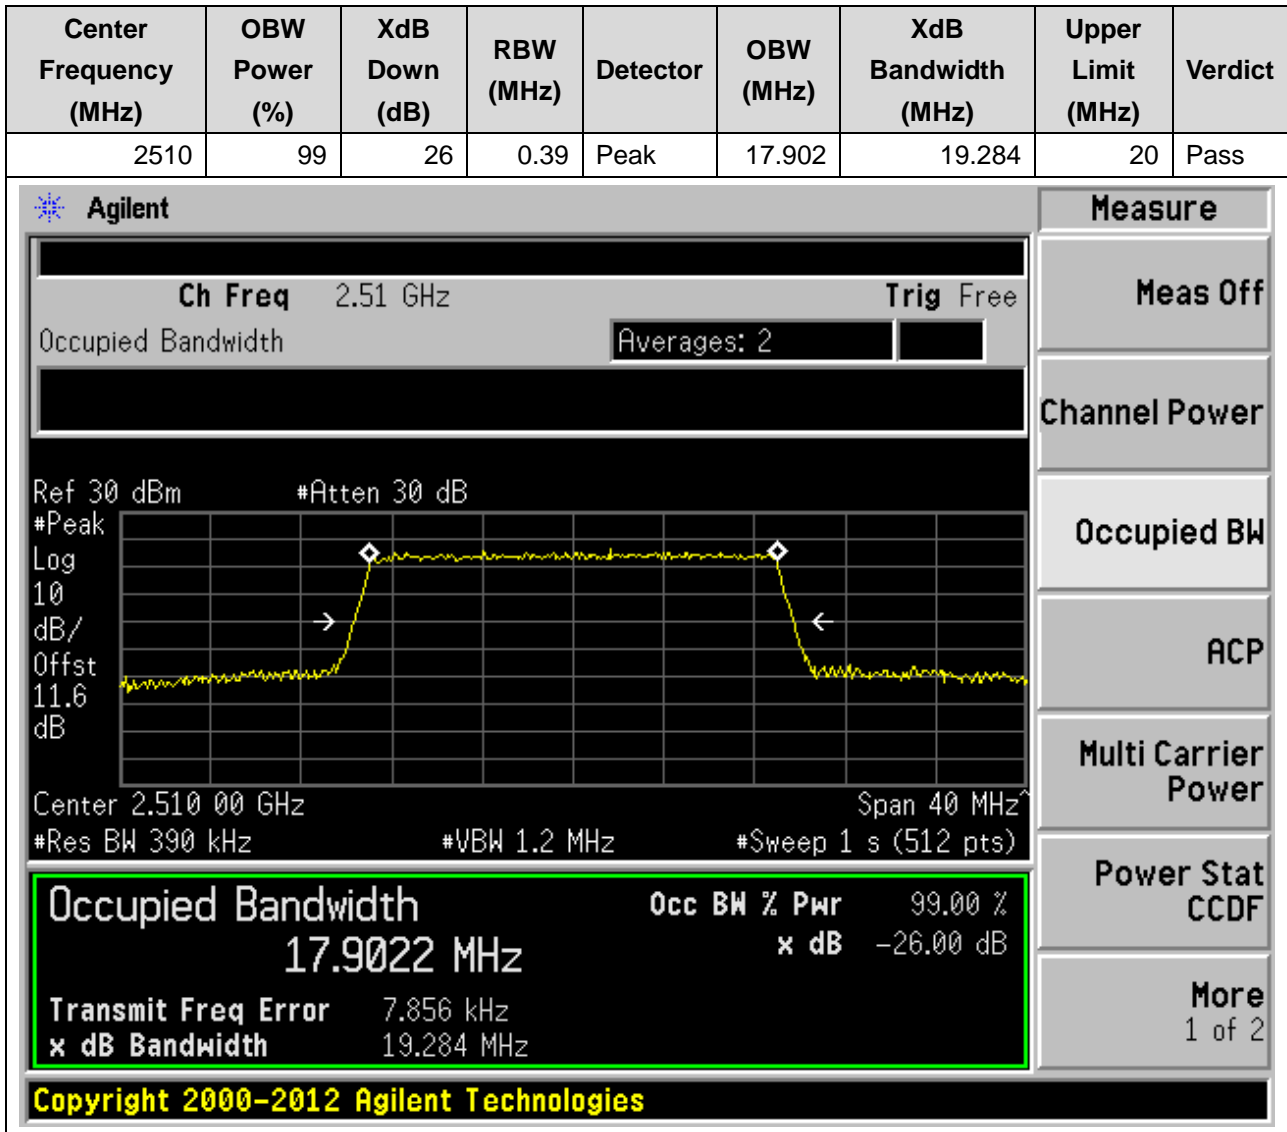 Center Frequency (MHz) OBW Power (%) XdB Down (dB) RBW (MHz) Detector OBW (MHz) XdB Bandwidth (MHz) Upper Limit (MHz) Verdict
2510 99 26 0.39 Peak 17.902 19.284 20 Pass
Agilent
Measure
Ch Freq 2.51 GHz Trig Free
Occupied Bandwidth Averages: 2
Meas Off
Channel Power
Occupied BW
ACP
Multi Carrier
Power
Power Stat
CCDF
More
1 of 2
Ref 30 dBm #Atten 30 dB
#Peak
Log
10
dB/
Offst
11.6
dB
Center 2.510 00 GHz Span 40 MHz^
#Res BW 390 kHz #VBW 1.2 MHz #Sweep 1 s (512 pts)
Occupied Bandwidth Occ BW % Pwr 99.00 %
17.9022 MHz x dB -26.00 dB
Transmit Freq Error 7.856 kHz
x dB Bandwidth 19.284 MHz
Copyright 2000-2012 Agilent Technologies